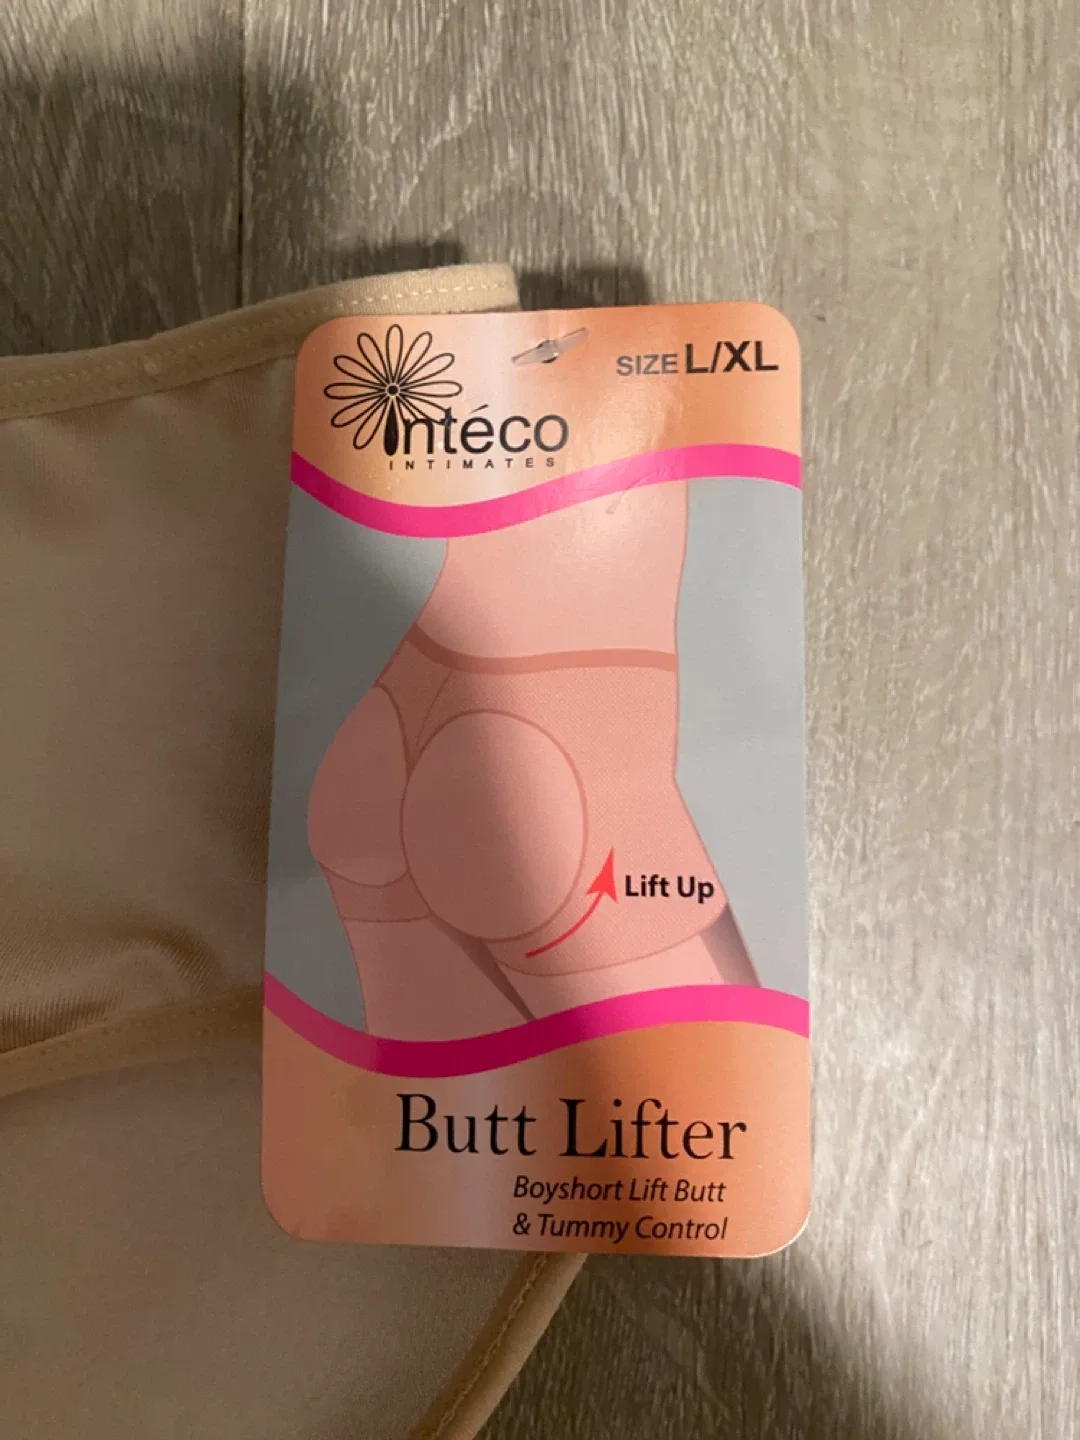 SIZE L/XL
intéco
INTIMATES
Lift Up
Butt Lifter
Boyshort Lift Butt
& Tummy Control